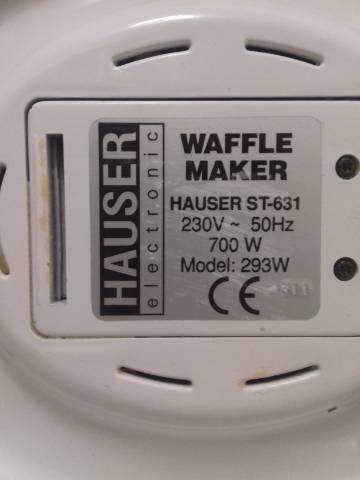 HAUSER
electronic
WAFFLE
MAKER
HAUSER ST-631
230V ~ 50Hz
700 W
Model: 293W
CE